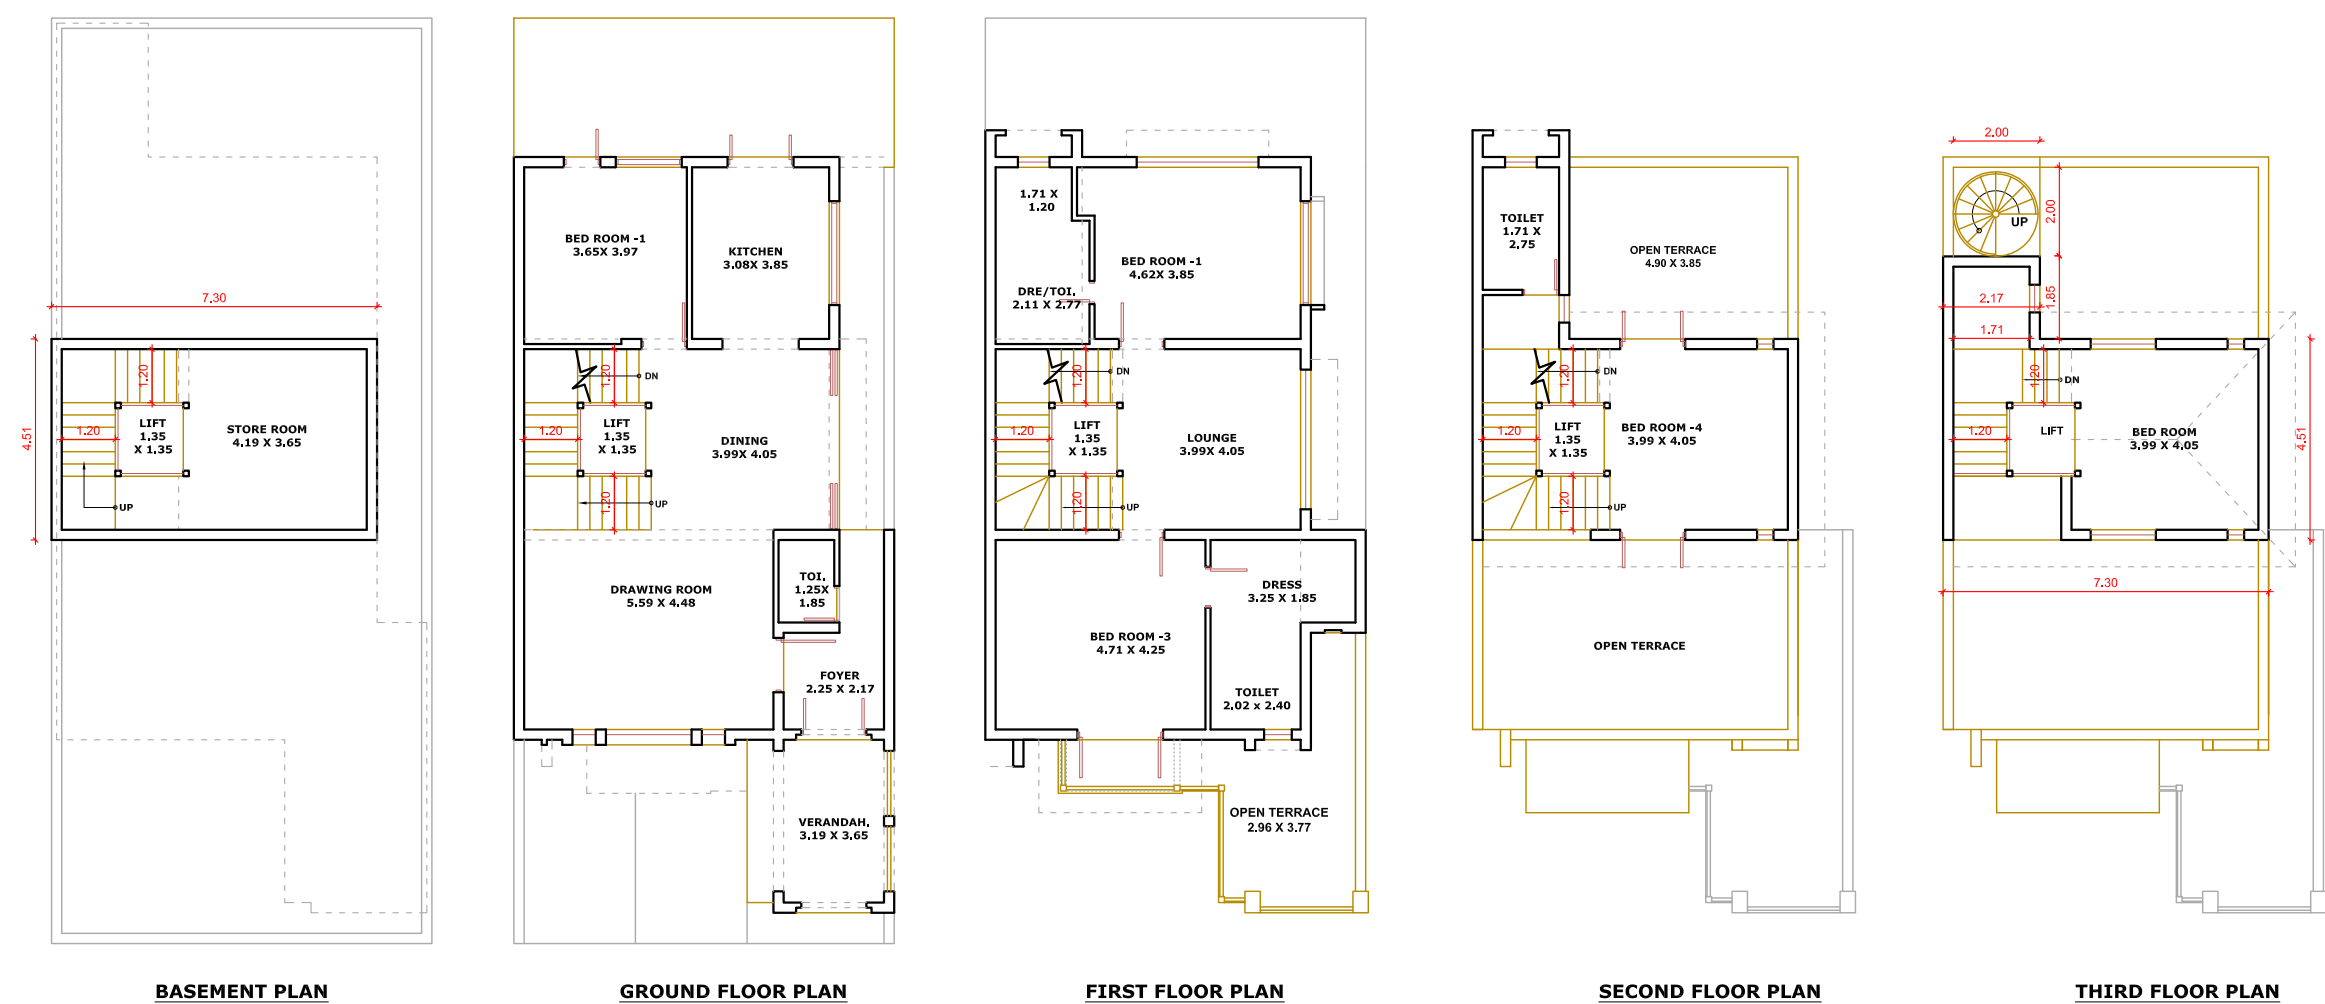 7.30
4.51
1.20
1.20
LIFT
1.35
X 1.35
STORE ROOM
4.19 X 3.65
UP
BASEMENT PLAN
BED ROOM -1
3.65X 3.97
KITCHEN
3.08X 3.85
1.20
DN
1.20
LIFT
1.35
X 1.35
DINING
3.99X 4.05
1.20
UP
DRAWING ROOM
5.59 X 4.48
TOI.
1.25X
1.85
FOYER
2.25 X 2.17
VERANDAH.
3.19 X 3.65
GROUND FLOOR PLAN
1.71 X
1.20
BED ROOM -1
4.62X 3.85
DRE/TOI.
2.11 X 2.77
1.20
DN
1.20
LIFT
1.35
X 1.35
LOUNGE
3.99X 4.05
1.20
UP
DRESS
3.25 X 1.85
BED ROOM -3
4.71 X 4.25
TOILET
2.02 x 2.40
OPEN TERRACE
2.96 X 3.77
FIRST FLOOR PLAN
TOILET
1.71 X
2.75
OPEN TERRACE
4.90 X 3.85
1.20
DN
1.20
LIFT
1.35
X 1.35
BED ROOM -4
3.99 X 4.05
1.20
UP
OPEN TERRACE
SECOND FLOOR PLAN
2.00
2.00
UP
2.17
1.85
1.71
1.20
DN
1.20
LIFT
BED ROOM
3.99 X 4.05
4.51
7.30
THIRD FLOOR PLAN